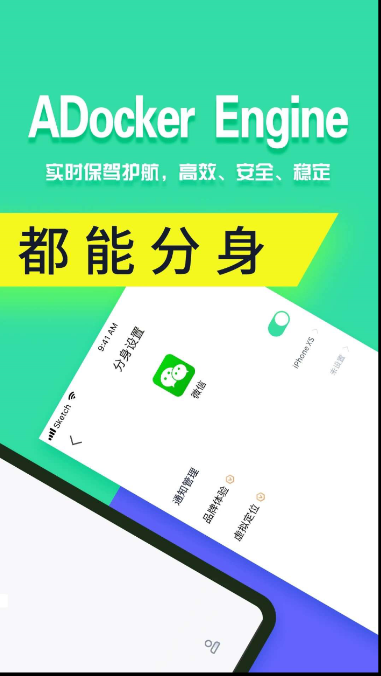 ADocker Engine
实时保驾护航，高效、安全、稳定
都能分身
Sketch
9:41 AM
分身设置
微信
通知管理
品牌体验
iPhone XS
虚拟定位
未设置